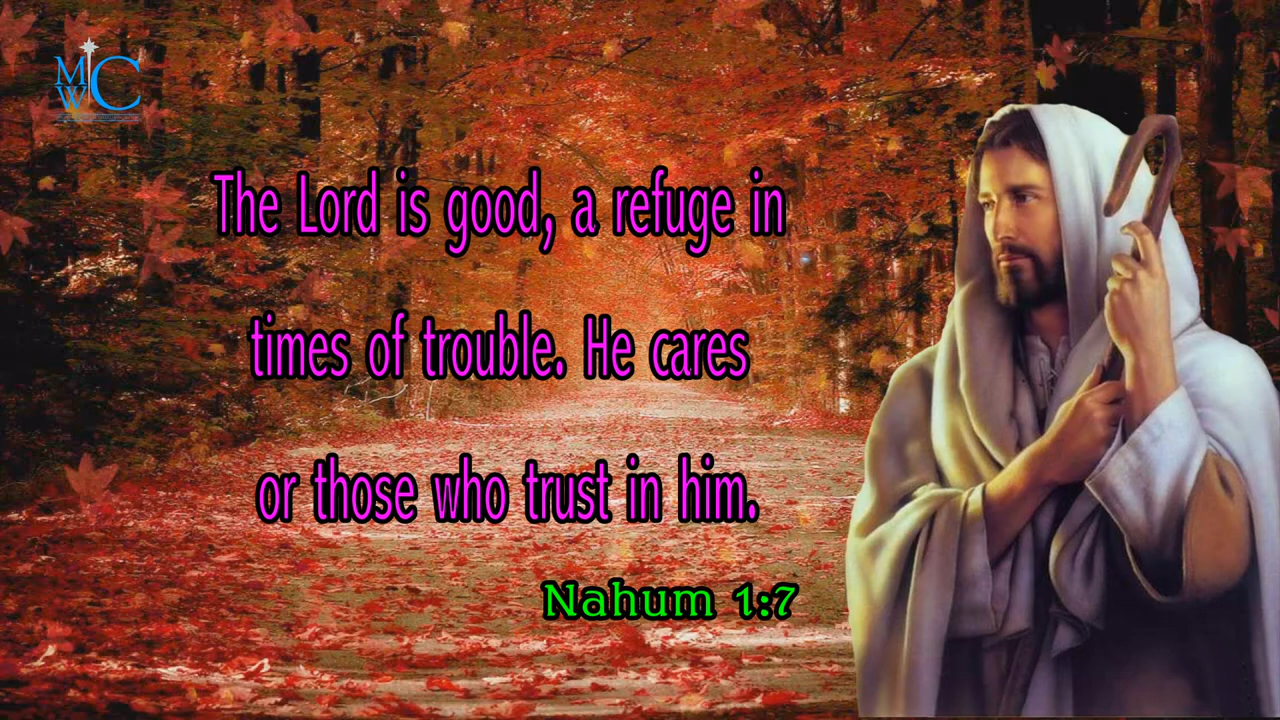 M
W C
The Lord is good, a refuge in
times of trouble. He cares
or those who trust in him.
Nahum 1:7